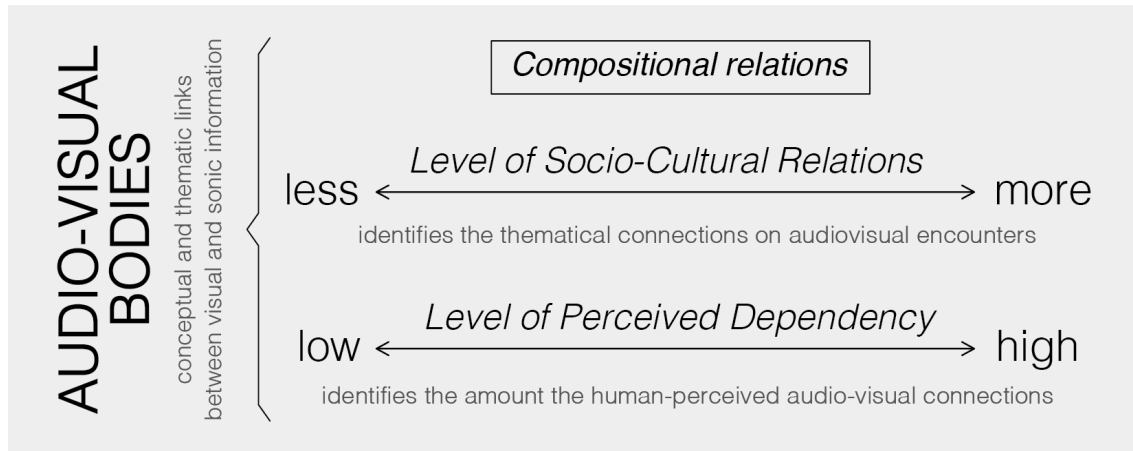 AUDIO-VISUAL
BODIES
conceptual and thematic links
between visual and sonic information
Compositional relations
Level of Socio-Cultural Relations
less
more
identifies the thematical connections on audiovisual encounters
Level of Perceived Dependency
low
high
identifies the amount the human-perceived audio-visual connections